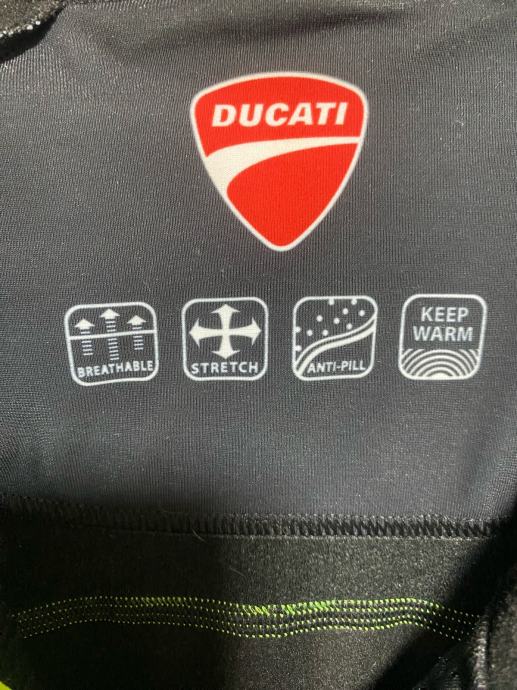 DUCATI
BREATHABLE
STRETCH
ANTI-PILL
KEEP
WARM